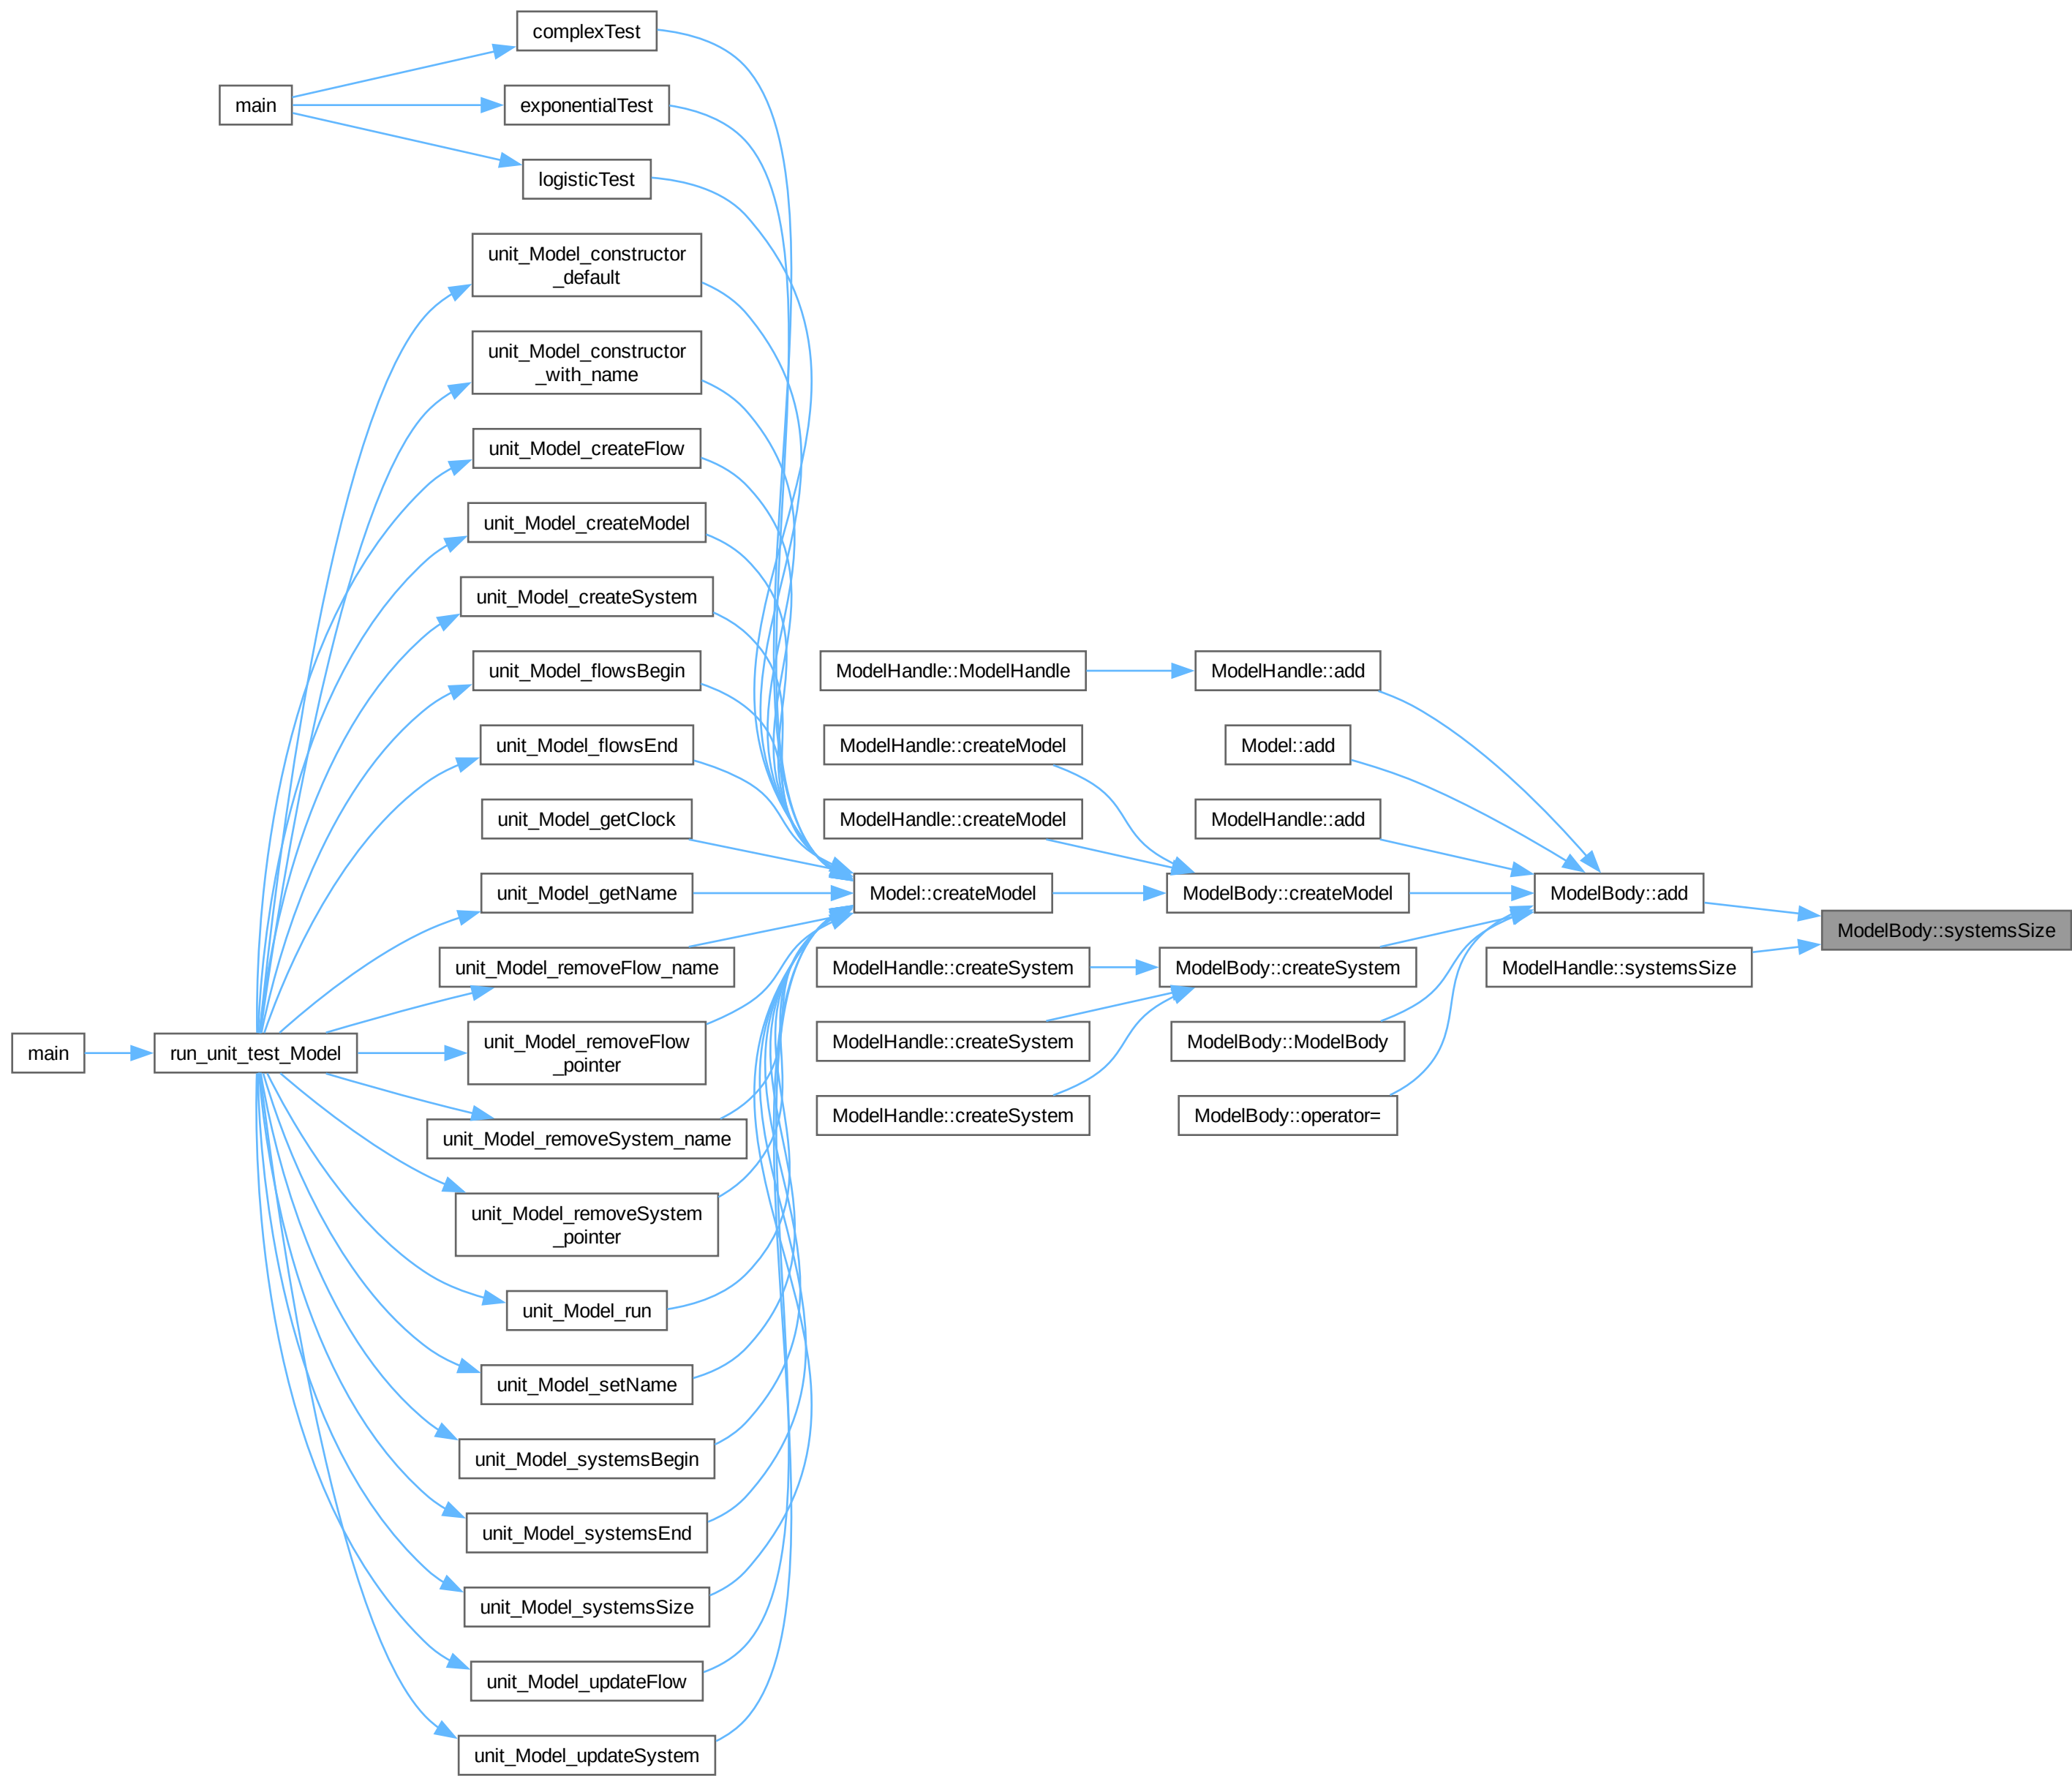 complexTest
main
exponentialTest
logisticTest
unit_Model_constructor
_default
unit_Model_constructor
_with_name
unit_Model_createFlow
unit_Model_createModel
unit_Model_createSystem
unit_Model_flowsBegin
unit_Model_flowsEnd
unit_Model_getClock
unit_Model_getName
unit_Model_removeFlow_name
unit_Model_removeFlow
_pointer
unit_Model_removeSystem_name
unit_Model_removeSystem
_pointer
unit_Model_run
unit_Model_setName
unit_Model_systemsBegin
unit_Model_systemsEnd
unit_Model_systemsSize
unit_Model_updateFlow
unit_Model_updateSystem
main
run_unit_test_Model
Model::createModel
ModelHandle::ModelHandle
ModelHandle::createModel
ModelHandle::createModel
ModelHandle::createSystem
ModelHandle::createSystem
ModelHandle::createSystem
ModelHandle::add
Model::add
ModelHandle::add
ModelBody::createModel
ModelBody::createSystem
ModelBody::ModelBody
ModelBody::operator=
ModelBody::add
ModelHandle::systemsSize
ModelBody::systemsSize